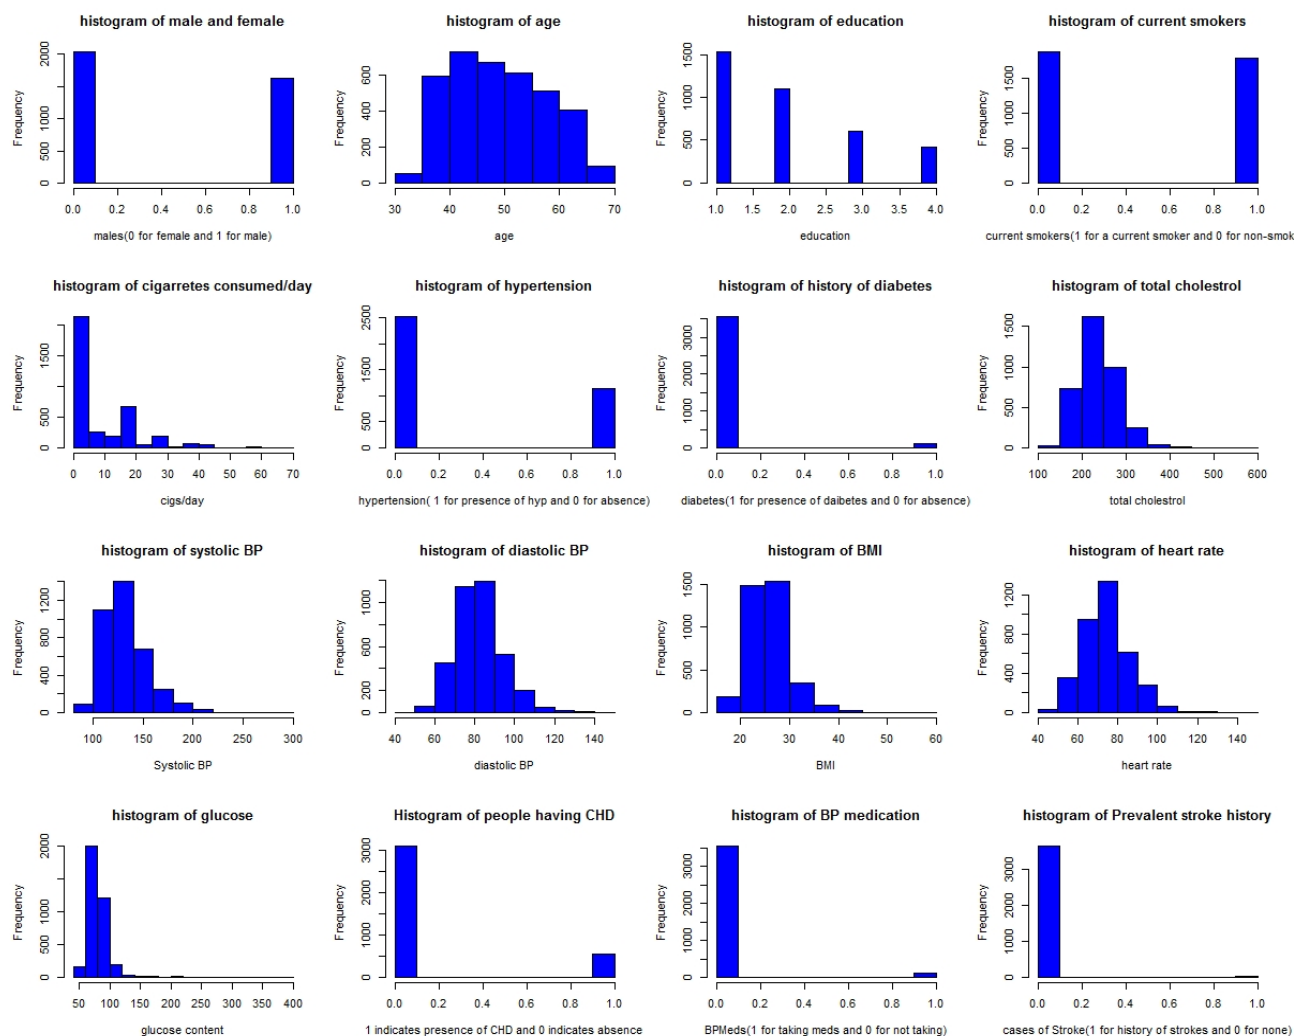 histogram of male and female
Frequency
0 500 1000 2000
0.0 0.2 0.4 0.6 0.8 1.0
males(0 for female and 1 for male)
histogram of age
Frequency
0 200 400 600
30 40 50 60 70
age
histogram of education
Frequency
0 500 1000 1500
1.0 1.5 2.0 2.5 3.0 3.5 4.0
education
histogram of current smokers
Frequency
0 500 1000 1500
0.0 0.2 0.4 0.6 0.8 1.0
current smokers(1 for a current smoker and 0 for non-smok
histogram of cigarretes consumed/day
Frequency
0 500 1500
0 10 20 30 40 50 60 70
cigs/day
histogram of hypertension
Frequency
0 500 1500 2500
0.0 0.2 0.4 0.6 0.8 1.0
hypertension( 1 for presence of hyp and 0 for absence)
histogram of history of diabetes
Frequency
0 1000 2000 3000
0.0 0.2 0.4 0.6 0.8 1.0
diabetes(1 for presence of daibetes and 0 for absence)
histogram of total cholestrol
Frequency
0 500 1000 1500
100 200 300 400 500 600
total cholestrol
histogram of systolic BP
Frequency
0 400 800 1200
100 150 200 250 300
Systolic BP
histogram of diastolic BP
Frequency
0 200 600 1000
40 60 80 100 120 140
diastolic BP
histogram of BMI
Frequency
0 500 1000 1500
20 30 40 50 60
BMI
histogram of heart rate
Frequency
0 400 800 1200
40 60 80 100 120 140
heart rate
histogram of glucose
Frequency
0 500 1000 2000
50 100 150 200 250 300 350 400
glucose content
Histogram of people having CHD
Frequency
0 1000 2000 3000
0.0 0.2 0.4 0.6 0.8 1.0
1 indicates presence of CHD and 0 indicates absence
histogram of BP medication
Frequency
0 1000 2000 3000
0.0 0.2 0.4 0.6 0.8 1.0
BPMeds(1 for taking meds and 0 for not taking)
histogram of Prevalent stroke history
Frequency
0 1000 2000 3000
0.0 0.2 0.4 0.6 0.8 1.0
cases of Stroke(1 for history of strokes and 0 for none)